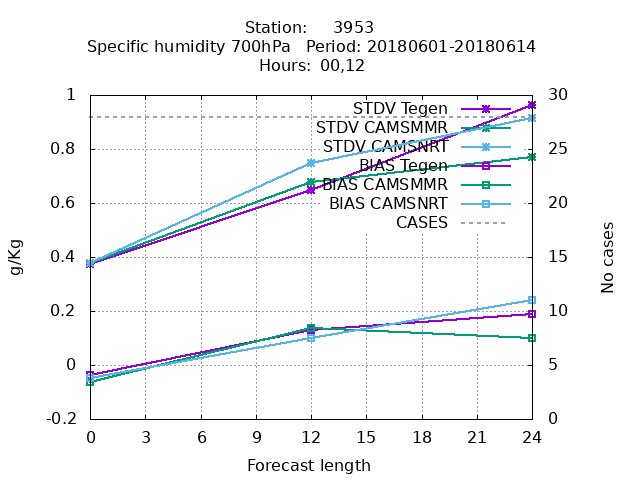 Station: 3953
Specific humidity 700hPa Period: 20180601-20180614
Hours: 00,12
1
0.8
0.6
0.4
0.2
0
-0.2
g/Kg
STDV Tegen
STDV CAMSMMR
STDV CAMSNRT
BIAS Tegen
BIAS CAMSMMR
BIAS CAMSNRT
CASES
30
25
20
15
10
5
0
No cases
0 3 6 9 12 15 18 21 24
Forecast length